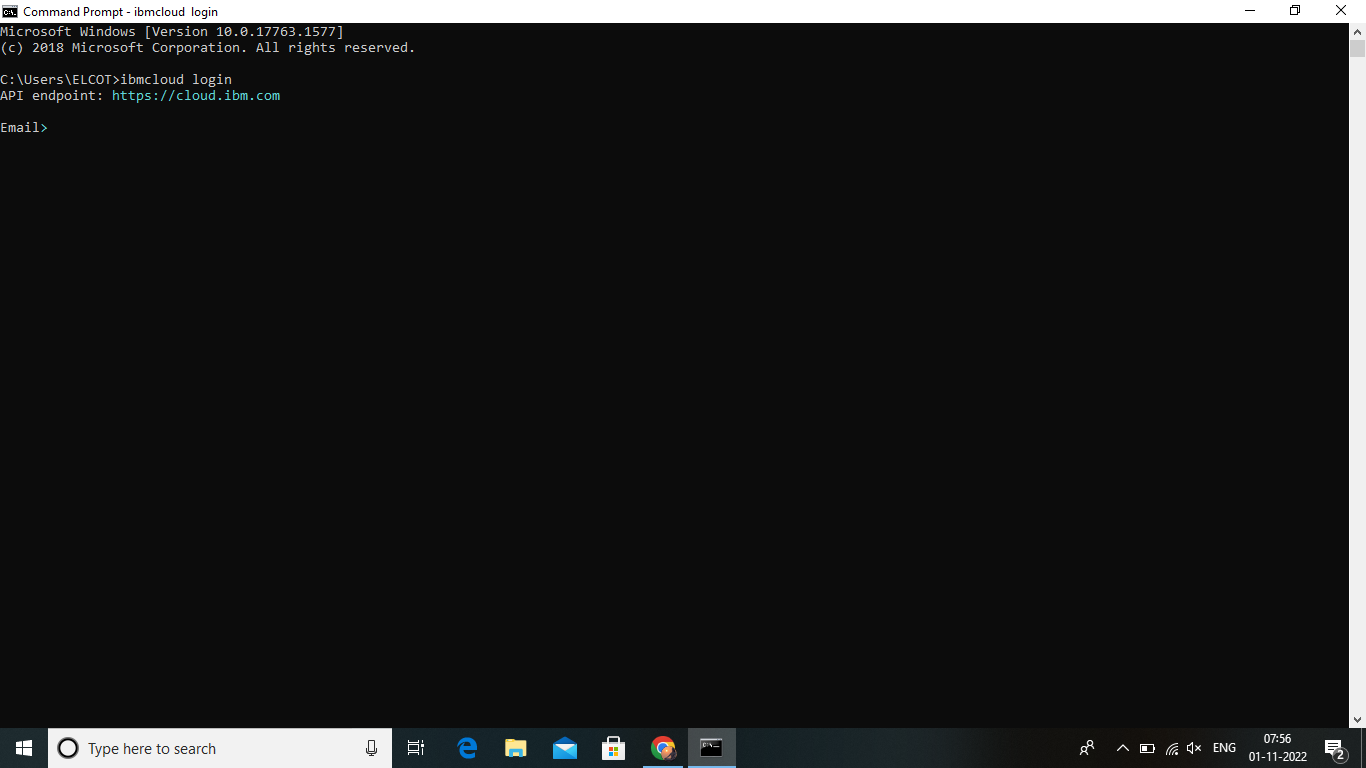 Command Prompt - ibmcloud  login
Microsoft Windows [Version 10.0.17763.1577]
(c) 2018 Microsoft Corporation. All rights reserved.
C:\Users\ELCOT>ibmcloud login
API endpoint: https://cloud.ibm.com
Email>
Type here to search
ENG
07:56
01-11-2022
2